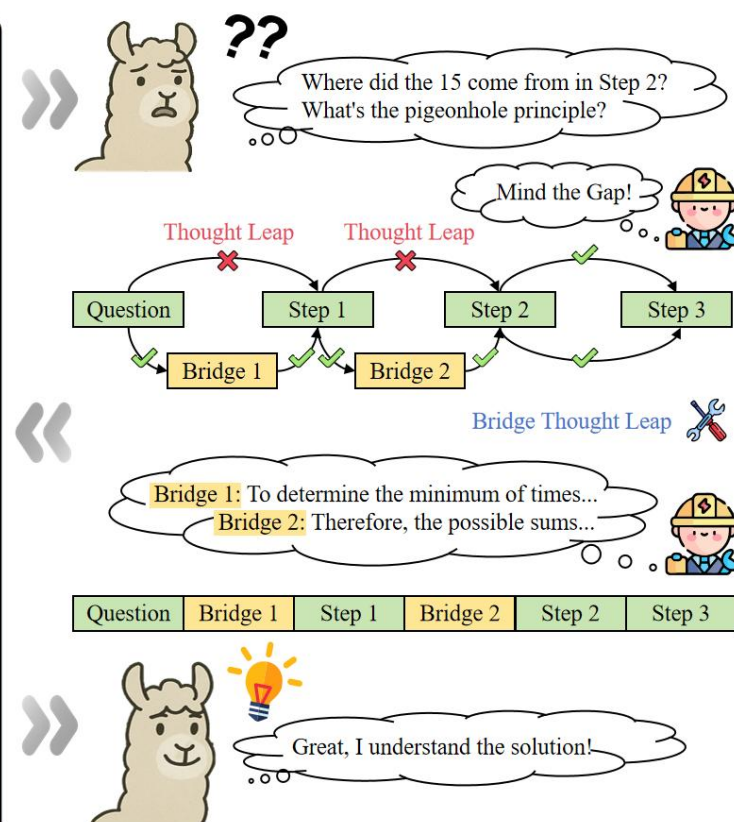 ??
Where did the 15 come from in Step 2?
What's the pigeonhole principle?
Mind the Gap!
Thought Leap
Thought Leap
Question
Step 1
Step 2
Step 3
Bridge 1
Bridge 2
Bridge Thought Leap
Bridge 1: To determine the minimum of times...
Bridge 2: Therefore, the possible sums...
Question Bridge 1 Step 1 Bridge 2 Step 2 Step 3
Great, I understand the solution!